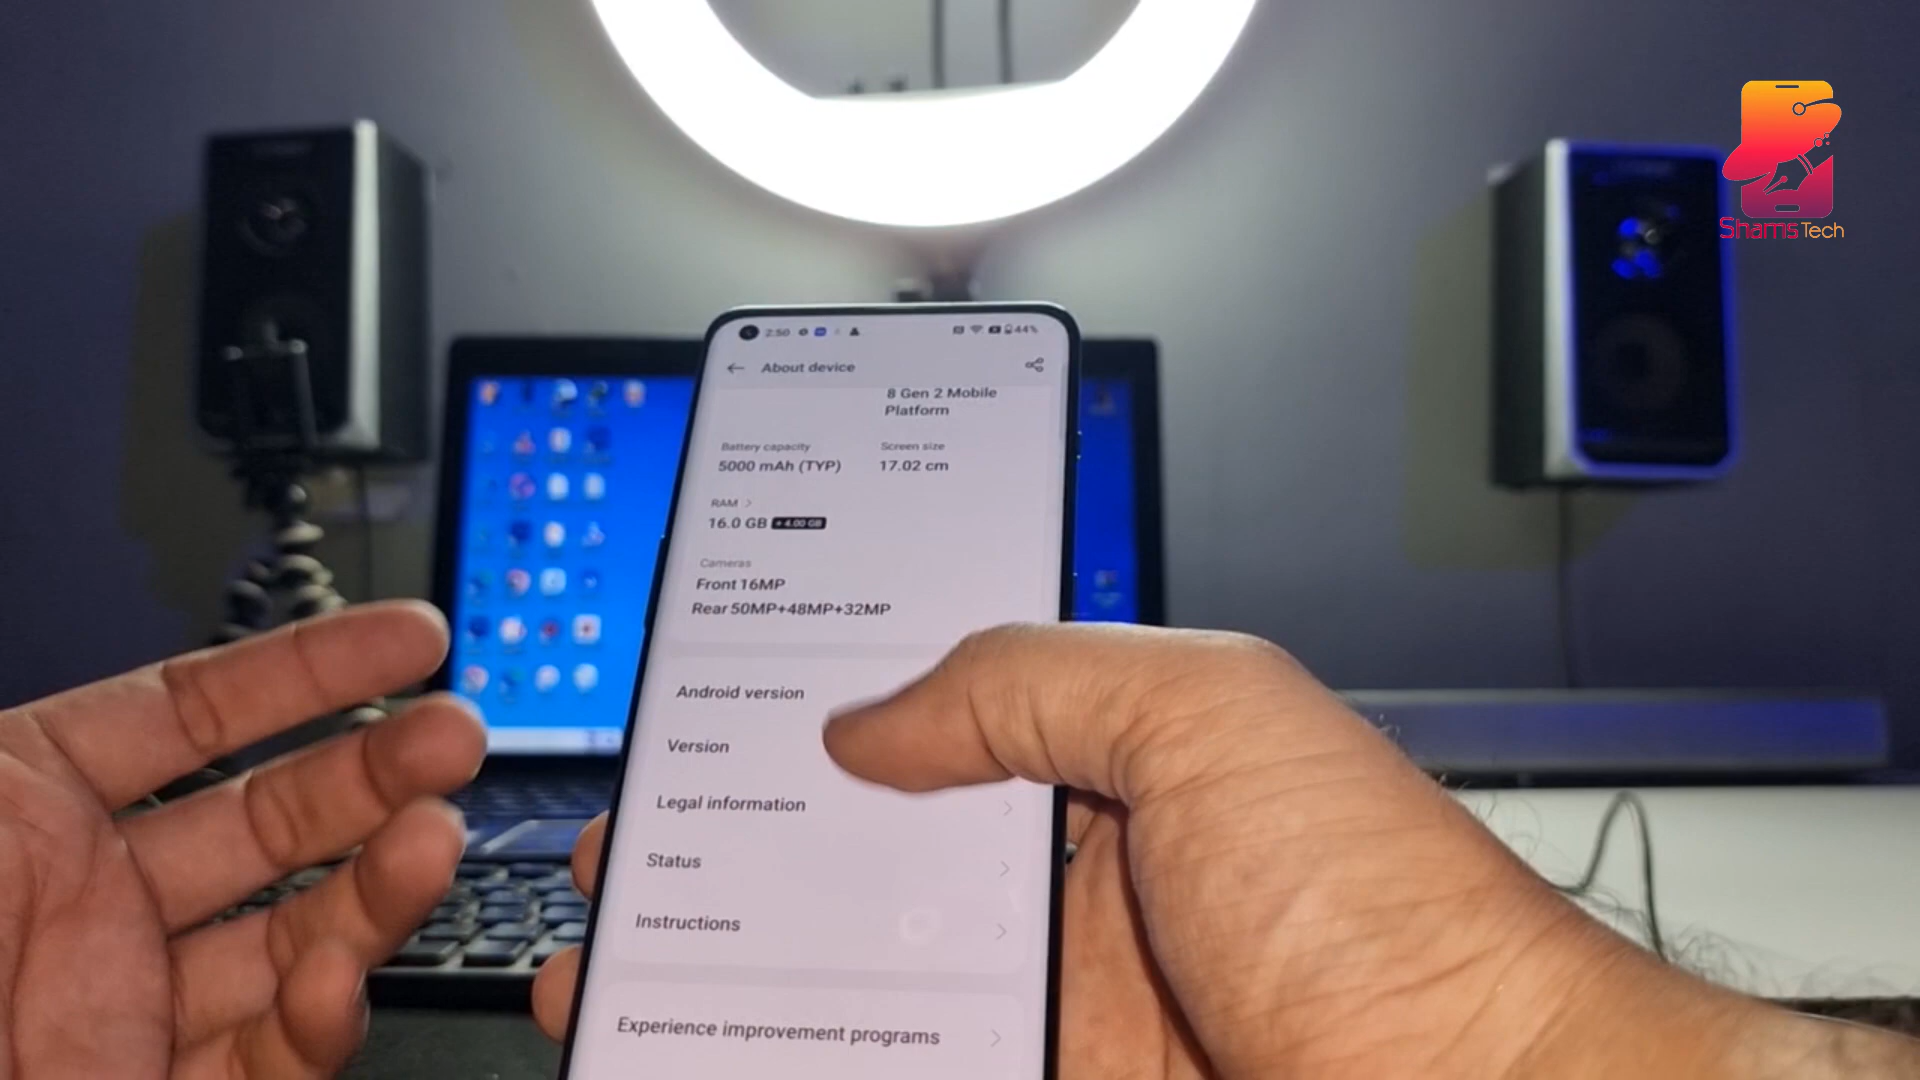 ShamsTech
2:50
44%
About device
8 Gen 2 Mobile
Platform
Battery capacity
5000 mAh (TYP)
Screen size
17.02 cm
RAM
16.0 GB + 4.00 GB
Cameras
Front 16MP
Rear 50MP+48MP+32MP
Android version
Version
Legal information
Status
Instructions
Experience improvement programs